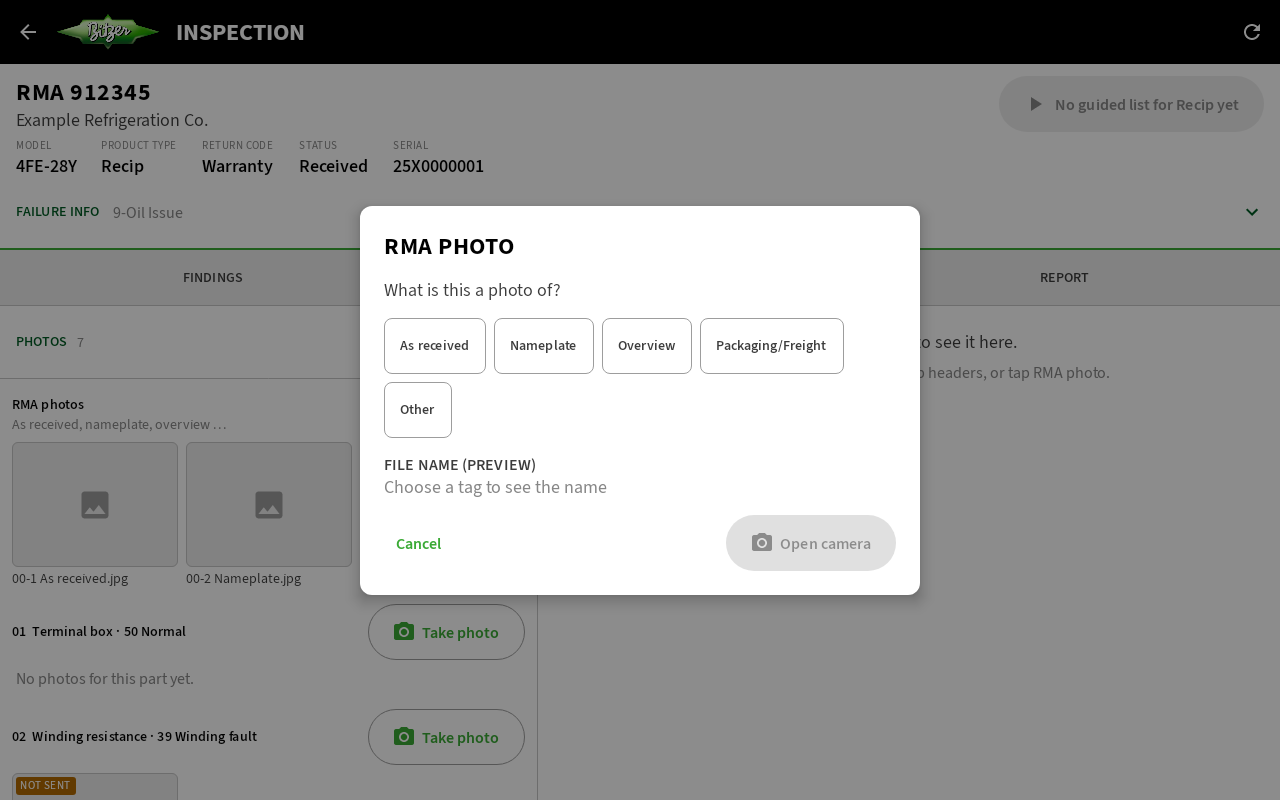 Bitzer
INSPECTION
RMA 912345
Example Refrigeration Co.
No guided list for Recip yet
MODEL
4FE-28Y
PRODUCT TYPE
Recip
RETURN CODE
Warranty
STATUS
Received
SERIAL
25X0000001
FAILURE INFO 9-Oil Issue
FINDINGS
REPORT
PHOTOS 7
o see it here.
headers, or tap RMA photo.
RMA photos
As received, nameplate, overview …
00-1 As received.jpg
00-2 Nameplate.jpg
01 Terminal box · 50 Normal
Take photo
No photos for this part yet.
02 Winding resistance · 39 Winding fault
Take photo
NOT SENT
RMA PHOTO
What is this a photo of?
As received
Nameplate
Overview
Packaging/Freight
Other
FILE NAME (PREVIEW)
Choose a tag to see the name
Cancel
Open camera